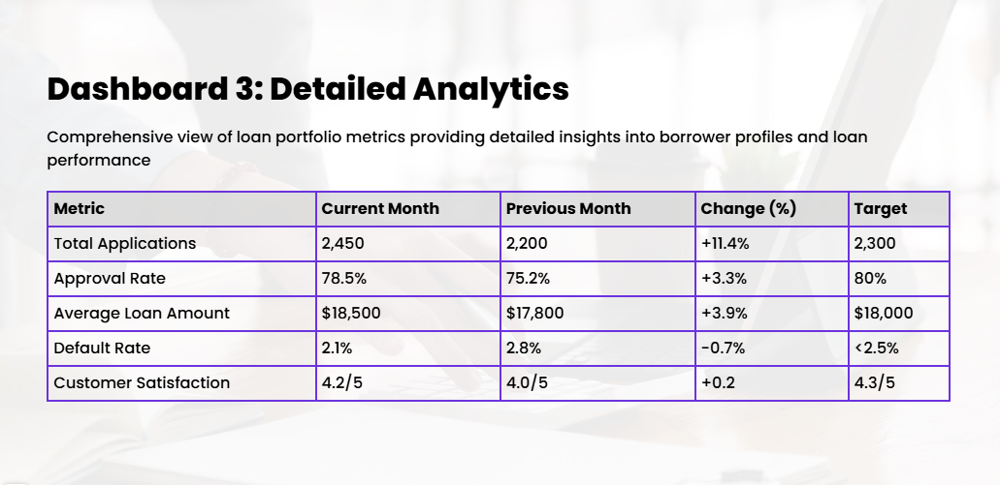 Dashboard 3: Detailed Analytics
Comprehensive view of loan portfolio metrics providing detailed insights into borrower profiles and loan
performance
Metric Current Month Previous Month Change (%) Target
Total Applications 2,450 2,200 +11.4% 2,300
Approval Rate 78.5% 75.2% +3.3% 80%
Average Loan Amount $18,500 $17,800 +3.9% $18,000
Default Rate 2.1% 2.8% -0.7% <2.5%
Customer Satisfaction 4.2/5 4.0/5 +0.2 4.3/5